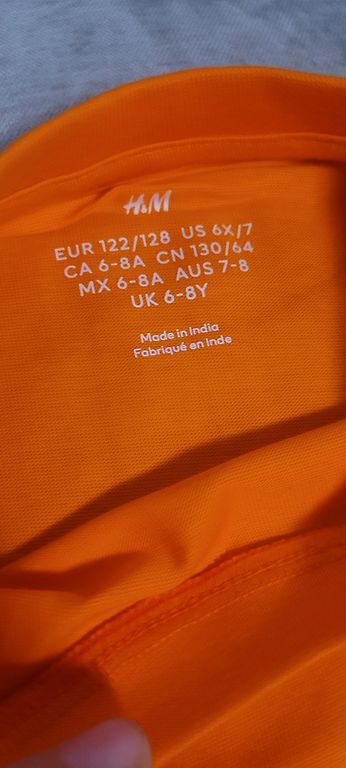 H&M
EUR 122/128 US 6X/7
CA 6-8A CN 130/64
MX 6-8A AUS 7-8
UK 6-8Y
Made in India
Fabriqué en Inde